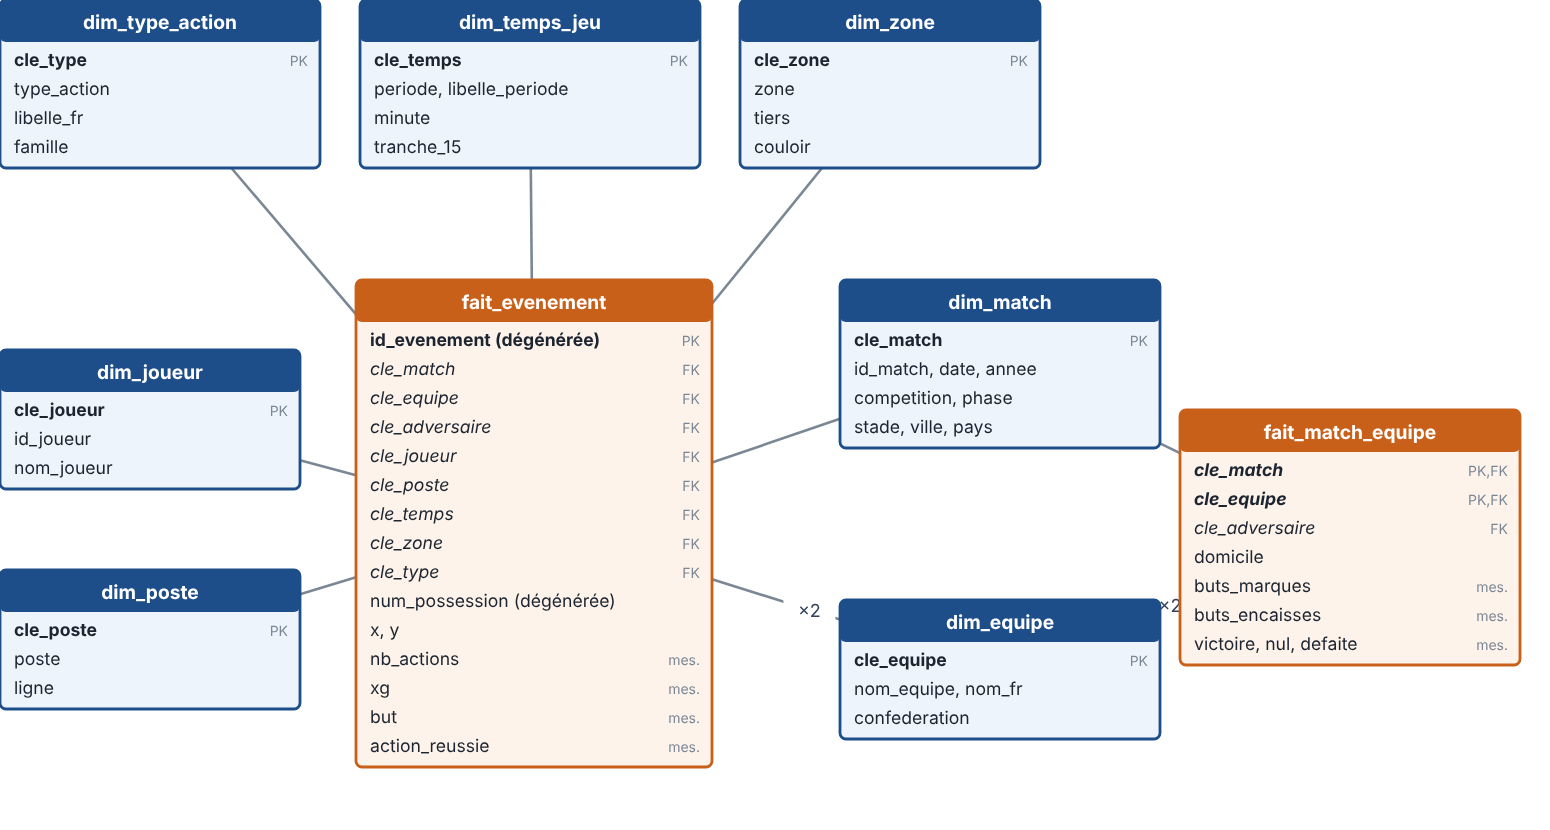 dim_type_action
cle_type PK
type_action
libelle_fr
famille
dim_temps_jeu
cle_temps PK
periode, libelle_periode
minute
tranche_15
dim_zone
cle_zone PK
zone
tiers
couloir
dim_joueur
cle_joueur PK
id_joueur
nom_joueur
dim_poste
cle_poste PK
poste
ligne
fait_evenement
id_evenement (dégénérée) PK
cle_match FK
cle_equipe FK
cle_adversaire FK
cle_joueur FK
cle_poste FK
cle_temps FK
cle_zone FK
cle_type FK
num_possession (dégénérée)
x, y
nb_actions mes.
xg mes.
but mes.
action_reussie mes.
dim_match
cle_match PK
id_match, date, annee
competition, phase
stade, ville, pays
×2
dim_equipe
cle_equipe PK
nom_equipe, nom_fr
confederation
×2
fait_match_equipe
cle_match PK,FK
cle_equipe PK,FK
cle_adversaire FK
domicile
buts_marques mes.
buts_encaisses mes.
victoire, nul, defaite mes.